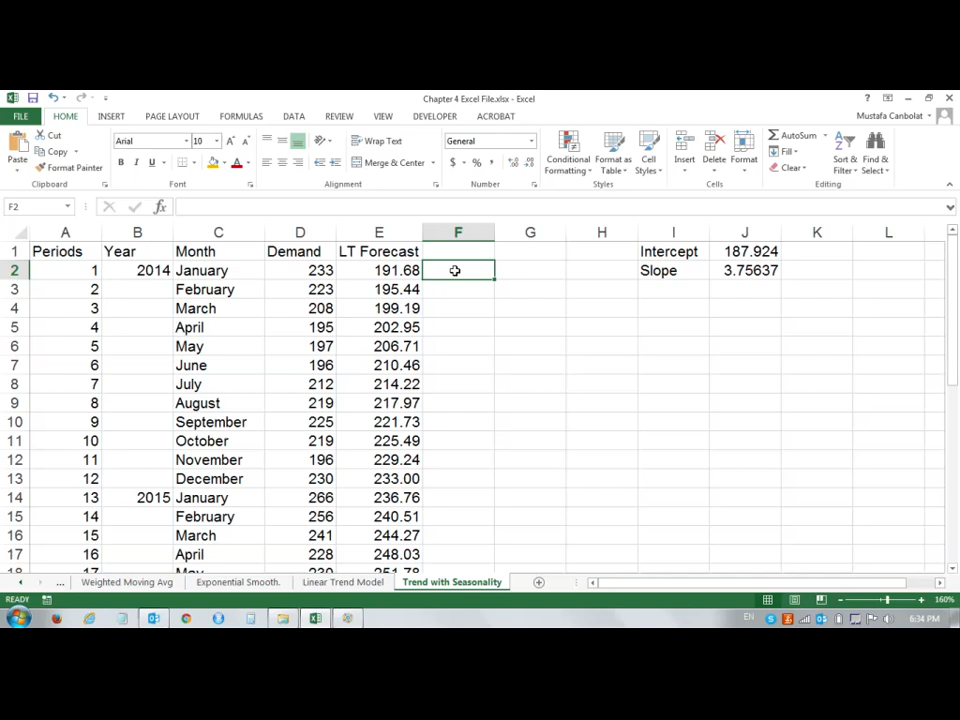 Chapter 4 Excel File.xlsx - Excel
FILE HOME INSERT PAGE LAYOUT FORMULAS DATA REVIEW VIEW DEVELOPER ACROBAT Mustafa Canbolat
Paste Cut Copy Format Painter Clipboard
Arial 10 B I U Font
Wrap Text Merge & Center Alignment
General $ % , Number
Conditional Formatting Format as Table Cell Styles Styles
Insert Delete Format Cells
AutoSum Fill Clear Sort & Filter Find & Select Editing
F2 fx
A B C D E F G H I J K L
1 Periods Year Month Demand LT Forecast Intercept 187.924
2 1 2014 January 233 191.68 Slope 3.75637
3 2 February 223 195.44
4 3 March 208 199.19
5 4 April 195 202.95
6 5 May 197 206.71
7 6 June 196 210.46
8 7 July 212 214.22
9 8 August 219 217.97
10 9 September 225 221.73
11 10 October 219 225.49
12 11 November 196 229.24
13 12 December 230 233.00
14 13 2015 January 266 236.76
15 14 February 256 240.51
16 15 March 241 244.27
17 16 April 228 248.03
18 17 May 230 251.78
... Weighted Moving Avg Exponential Smooth. Linear Trend Model Trend with Seasonality
READY 160%
EN 6:34 PM